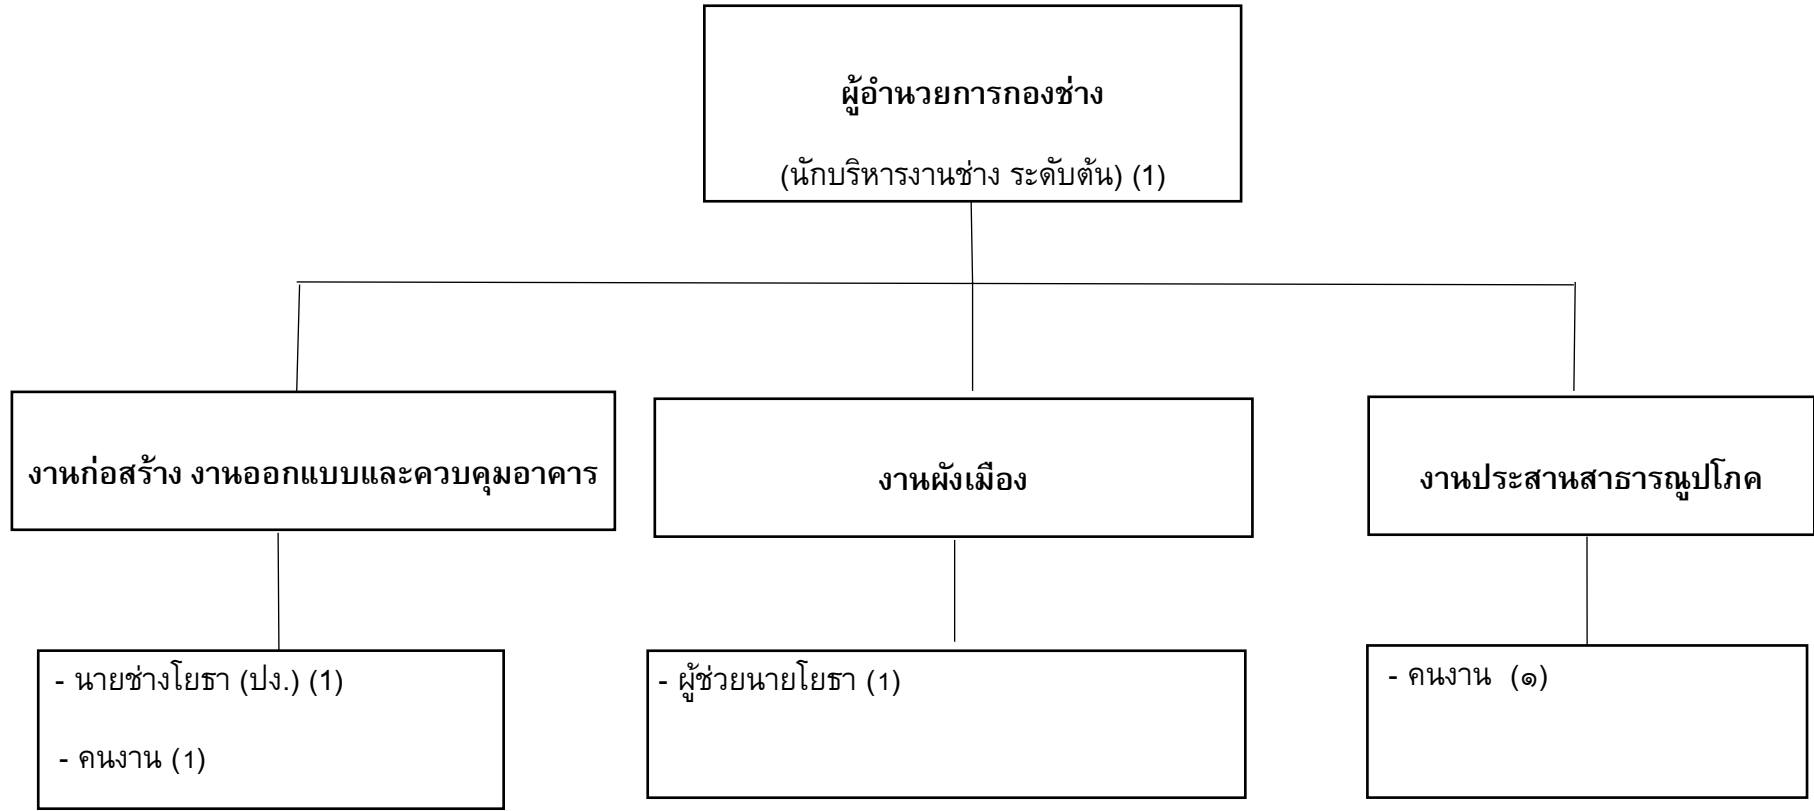 ผู้อำนวยการกองช่าง
(นักบริหารงานช่าง ระดับต้น) (1)
งานก่อสร้าง งานออกแบบและควบคุมอาคาร
งานผังเมือง
งานประสานสาธารณูปโภค
- นายช่างโยธา (ปง.) (1)
- คนงาน (1)
- ผู้ช่วยนายโยธา (1)
- คนงาน (๑)